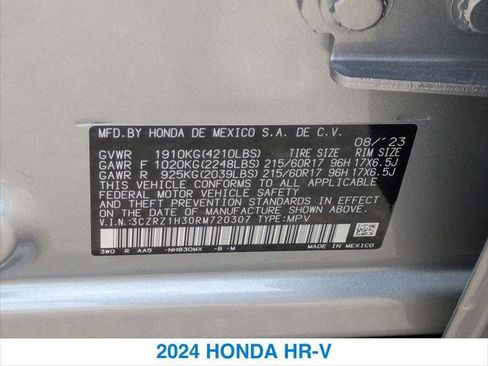 MFD.BY HONDA DE MEXICO S.A. DE C.V.
08/'23
GVWR 1910KG(4210LBS) TIRE SIZE RIM SIZE
GAWR F 1020KG(2248LBS) 215/60R17 96H 17X6.5J
GAWR R 925KG(2039LBS) 215/60R17 96H 17X6.5J
THIS VEHICLE CONFORMS TO ALL APPLICABLE
FEDERAL MOTOR VEHICLE SAFETY
AND THEFT PREVENTION STANDARDS IN EFFECT
ON THE DATE OF MANUFACTURE SHOWN ABOVE.
V.I.N.:3CZRZ1H30RM720307 TYPE:MPV
3W0 R AA5 -NH830MX -B -M MADE IN MEXICO
2024 HONDA HR-V